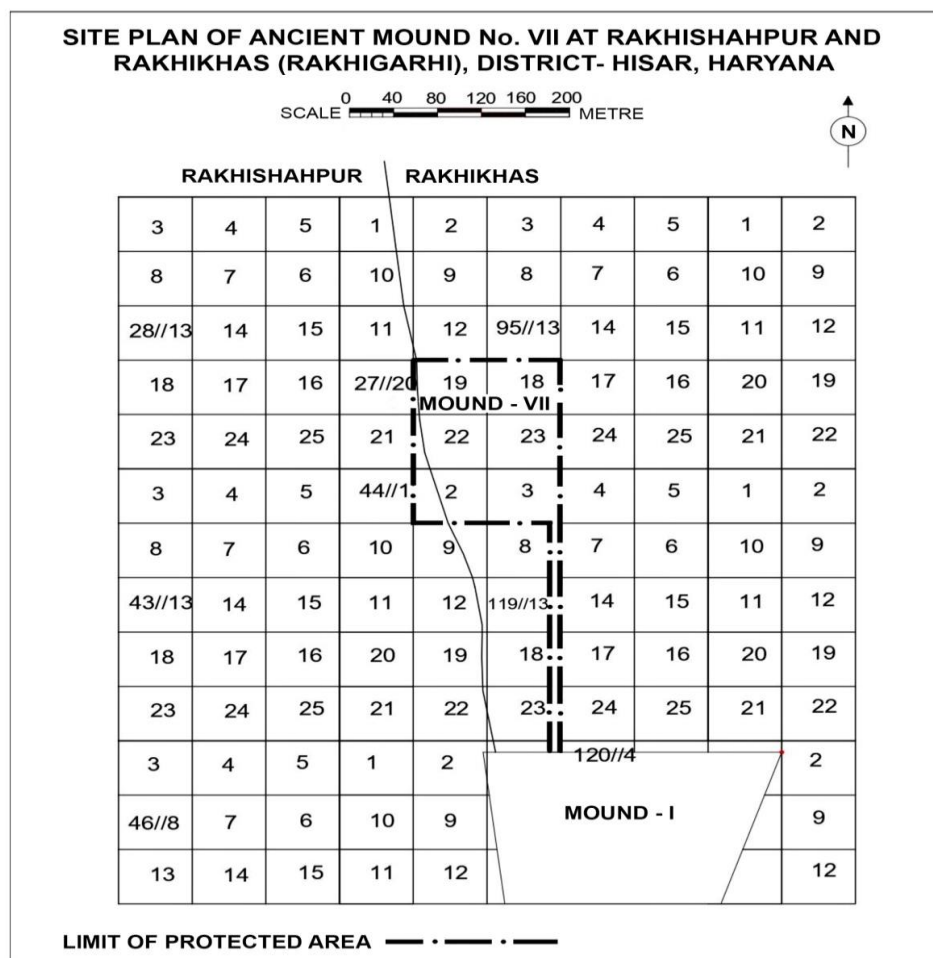 SITE PLAN OF ANCIENT MOUND No. VII AT RAKHISHAHPUR AND
RAKHIKHAS (RAKHIGARHI), DISTRICT- HISAR, HARYANA
0 40 80 120 160 200
SCALE METRE
N
RAKHISHAHPUR RAKHIKHAS
3 4 5 1 2 3 4 5 1 2
8 7 6 10 9 8 7 6 10 9
28//13 14 15 11 12 95//13 14 15 11 12
18 17 16 27//20 19 18 17 16 20 19
MOUND - VII
23 24 25 21 22 23 24 25 21 22
3 4 5 44//1 2 3 4 5 1 2
8 7 6 10 9 8 7 6 10 9
43//13 14 15 11 12 119//13 14 15 11 12
18 17 16 20 19 18 17 16 20 19
23 24 25 21 22 23 24 25 21 22
3 4 5 1 2 120//4 2
46//8 7 6 10 9 MOUND - I 9
13 14 15 11 12 12
LIMIT OF PROTECTED AREA